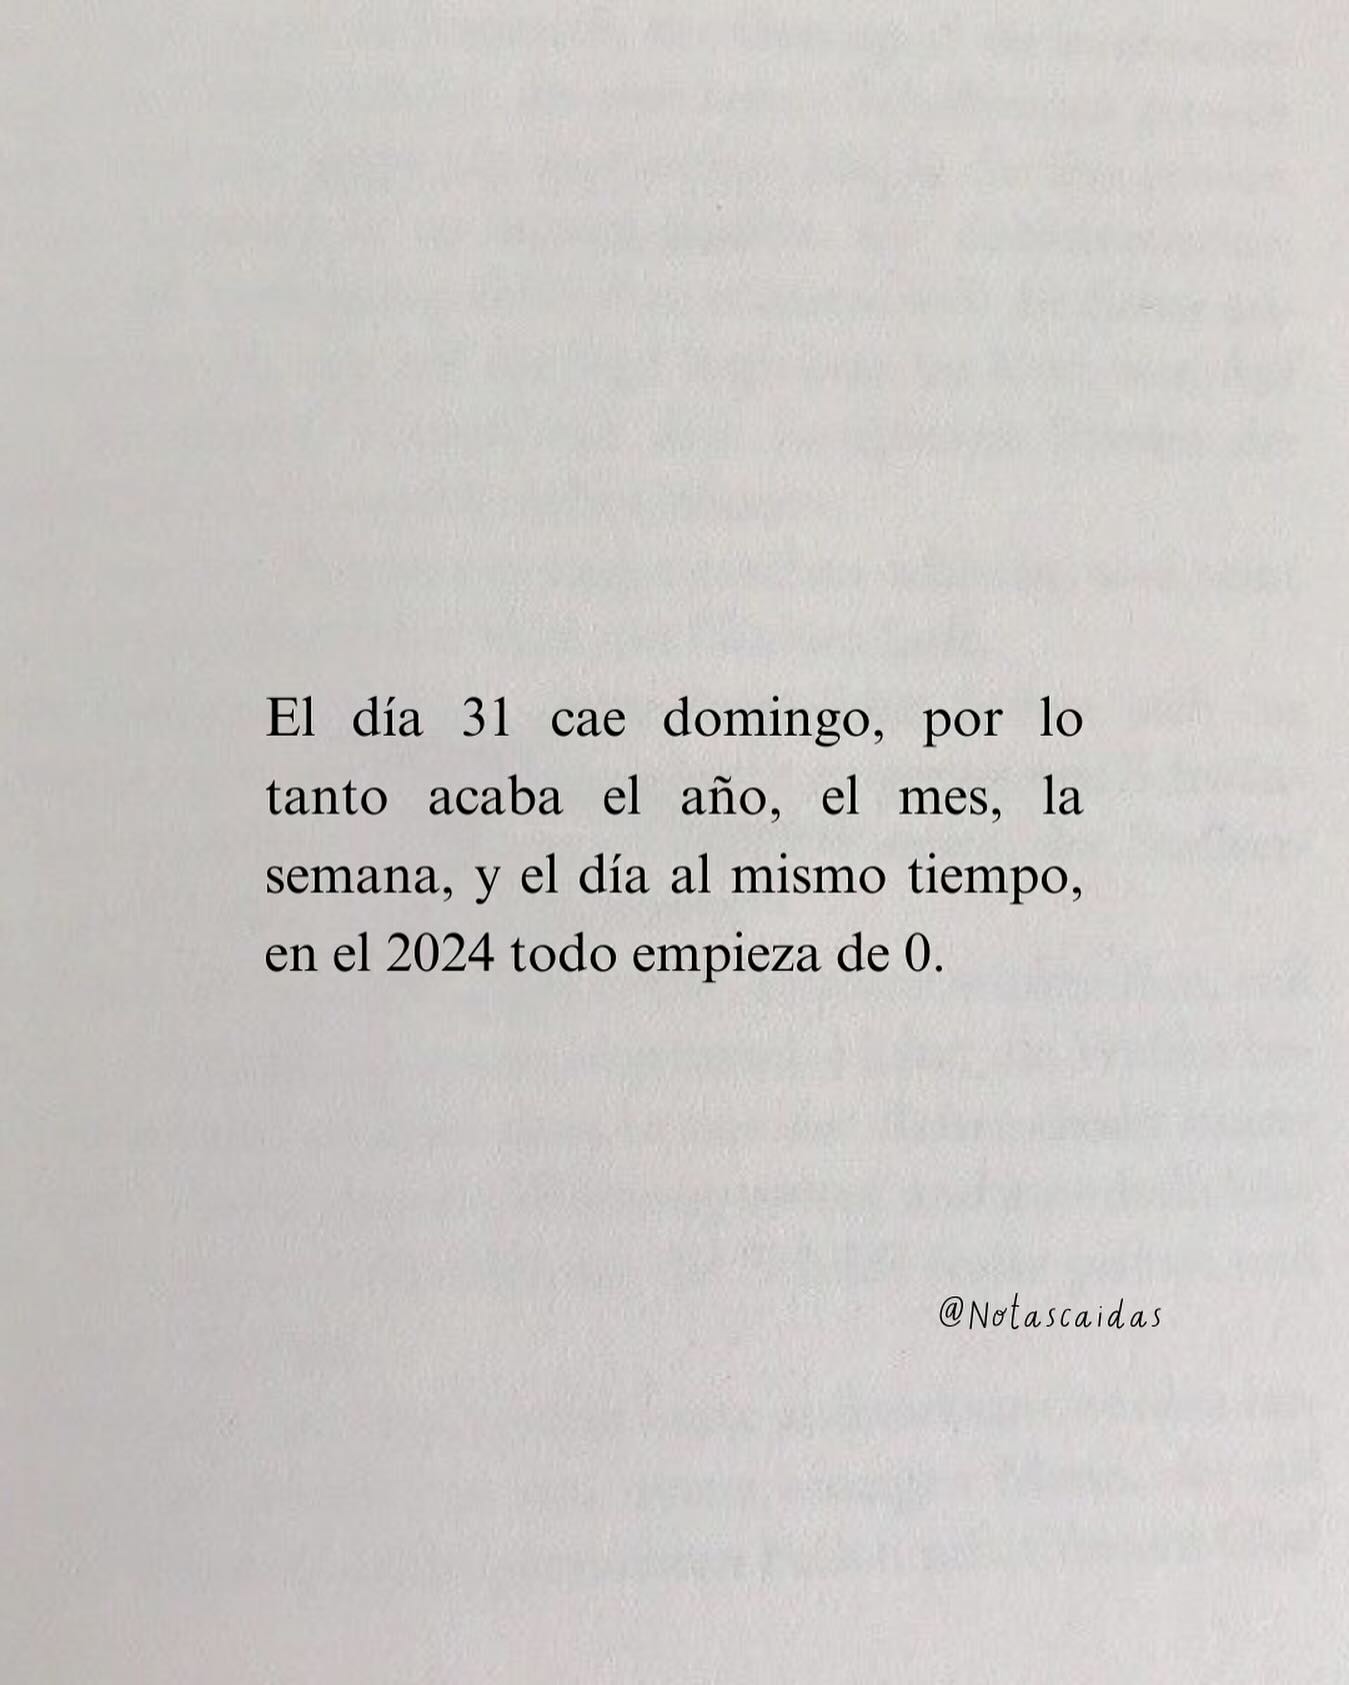 El día 31 cae domingo, por lo
tanto acaba el año, el mes, la
semana, y el día al mismo tiempo,
en el 2024 todo empieza de 0.
@Notascaidas